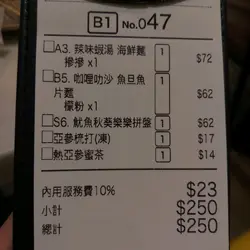 B1 No.047
A3. 辣味蝦湯 海鮮麵 1 $72
摻摻 x1
B5. 咖喱叻沙 魚旦魚片麵 1 $62
檬粉 x1
S6. 魷魚秋葵樂樂拼盤 1 $62
亞參梳打(凍) 1 $17
熱亞參蜜茶 1 $14
內用服務費10% $23
小計 $250
總計 $250